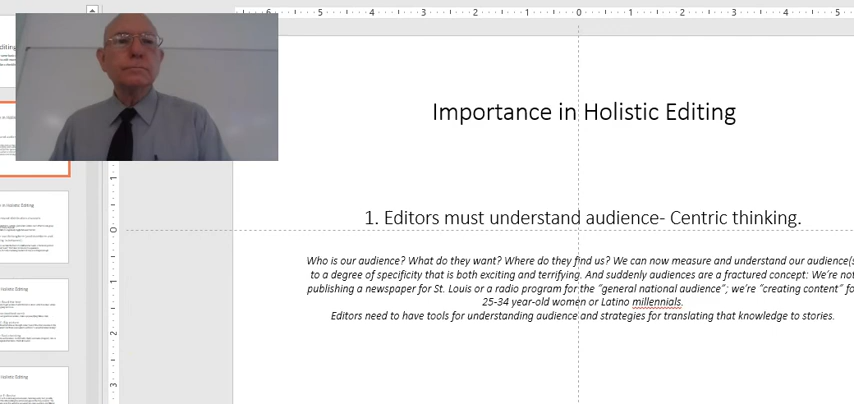 Importance in Holistic Editing
1. Editors must understand audience- Centric thinking.
Who is our audience? What do they want? Where do they find us? We can now measure and understand our audience(s
to a degree of specificity that is both exciting and terrifying. And suddenly audiences are a fractured concept: We're not
publishing a newspaper for St. Louis or a radio program for the "general national audience"; we're "creating content" fo
25-34 year-old women or Latino millennials.
Editors need to have tools for understanding audience and strategies for translating that knowledge to stories.